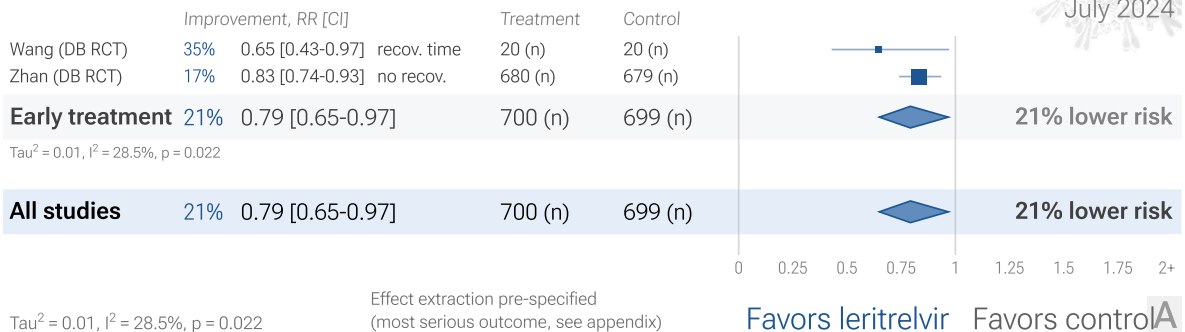 July 2024
Improvement, RR [CI] Treatment Control
Wang (DB RCT) 35% 0.65 [0.43-0.97] recov. time 20 (n) 20 (n)
Zhan (DB RCT) 17% 0.83 [0.74-0.93] no recov. 680 (n) 679 (n)
Early treatment 21% 0.79 [0.65-0.97] 700 (n) 699 (n) 21% lower risk
Tau² = 0.01, I² = 28.5%, p = 0.022
All studies 21% 0.79 [0.65-0.97] 700 (n) 699 (n) 21% lower risk
0 0.25 0.5 0.75 1 1.25 1.5 1.75 2+
Effect extraction pre-specified
(most serious outcome, see appendix)
Tau² = 0.01, I² = 28.5%, p = 0.022
Favors leritrelvir Favors control
A